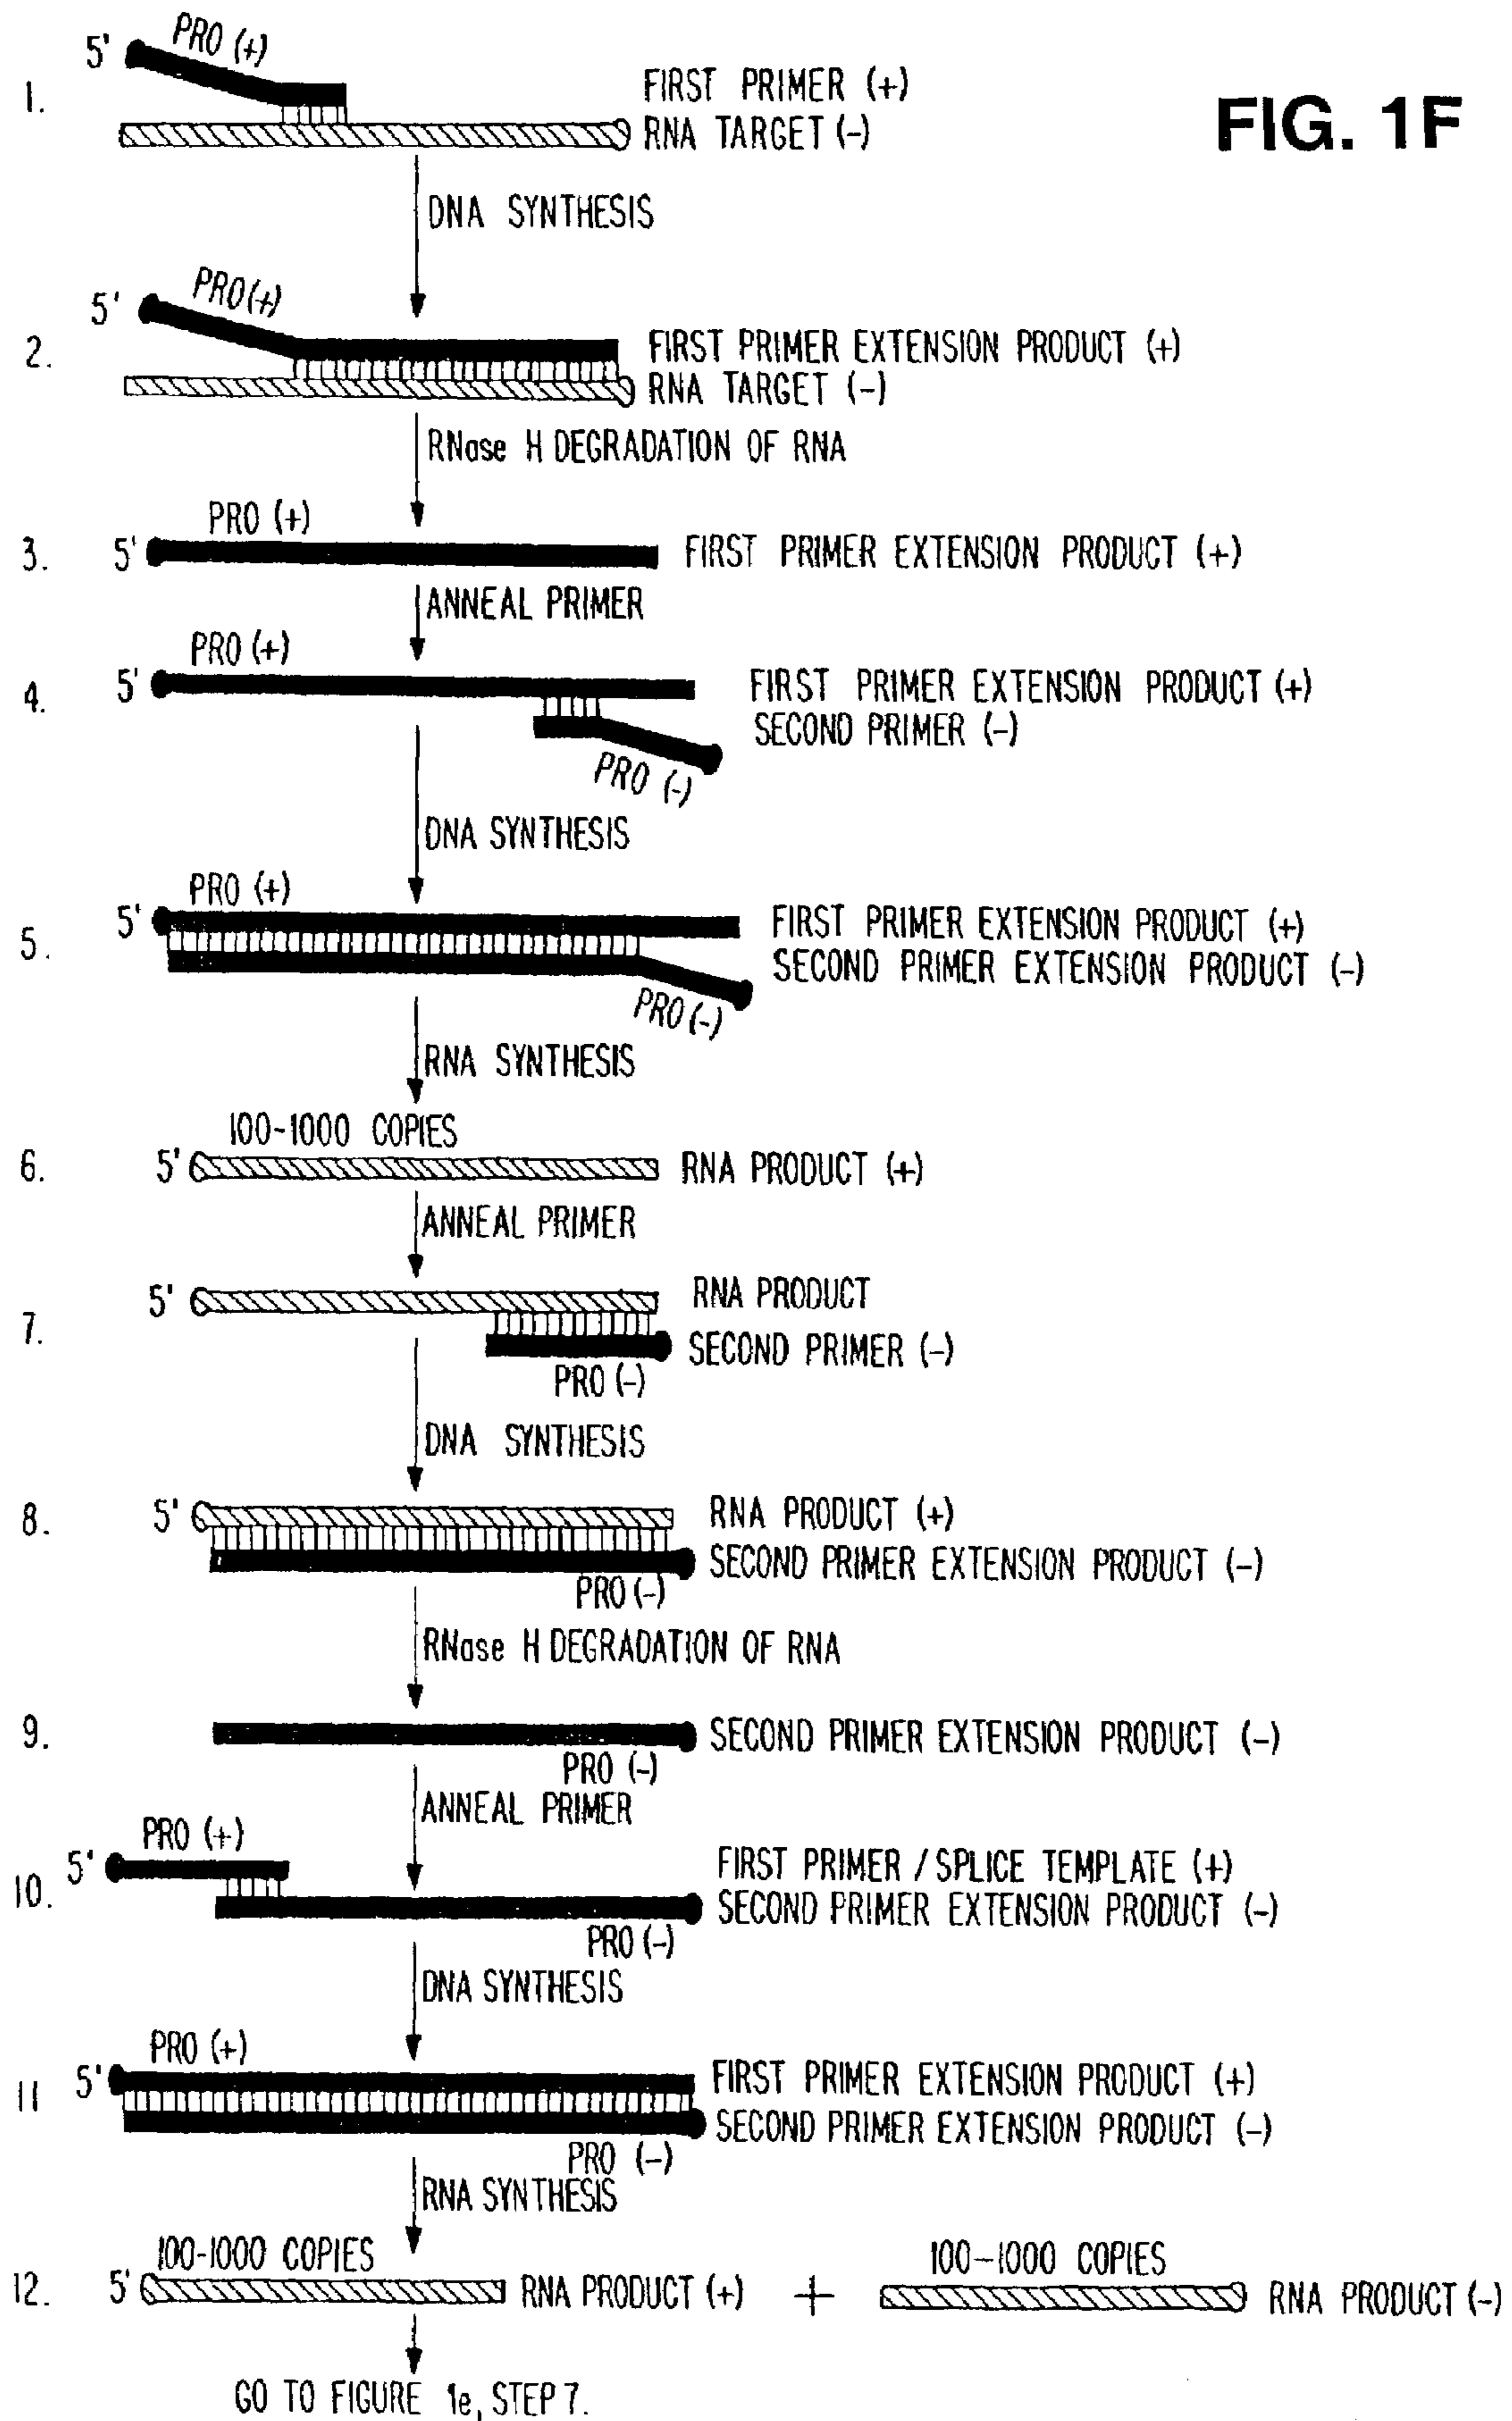 FIG. 1F
5' PRO (+)
1.
FIRST PRIMER (+)
RNA TARGET (-)
DNA SYNTHESIS
5' PRO(+)
2.
FIRST PRIMER EXTENSION PRODUCT (+)
RNA TARGET (-)
RNase H DEGRADATION OF RNA
PRO (+)
3. 5' FIRST PRIMER EXTENSION PRODUCT (+)
ANNEAL PRIMER
PRO (+)
4. 5' FIRST PRIMER EXTENSION PRODUCT (+)
SECOND PRIMER (-)
PRO (-)
DNA SYNTHESIS
PRO (+)
5. 5' FIRST PRIMER EXTENSION PRODUCT (+)
SECOND PRIMER EXTENSION PRODUCT (-)
PRO (-)
RNA SYNTHESIS
100-1000 COPIES
6. 5' RNA PRODUCT (+)
ANNEAL PRIMER
7. 5' RNA PRODUCT
SECOND PRIMER (-)
PRO (-)
DNA SYNTHESIS
8. 5' RNA PRODUCT (+)
SECOND PRIMER EXTENSION PRODUCT (-)
PRO (-)
RNase H DEGRADATION OF RNA
9. SECOND PRIMER EXTENSION PRODUCT (-)
PRO (-)
ANNEAL PRIMER
PRO (+)
10. 5' FIRST PRIMER / SPLICE TEMPLATE (+)
SECOND PRIMER EXTENSION PRODUCT (-)
PRO (-)
DNA SYNTHESIS
PRO (+)
11 5' FIRST PRIMER EXTENSION PRODUCT (+)
SECOND PRIMER EXTENSION PRODUCT (-)
PRO (-)
RNA SYNTHESIS
100-1000 COPIES 100-1000 COPIES
12. 5' RNA PRODUCT (+) + RNA PRODUCT (-)
GO TO FIGURE 1e, STEP 7.